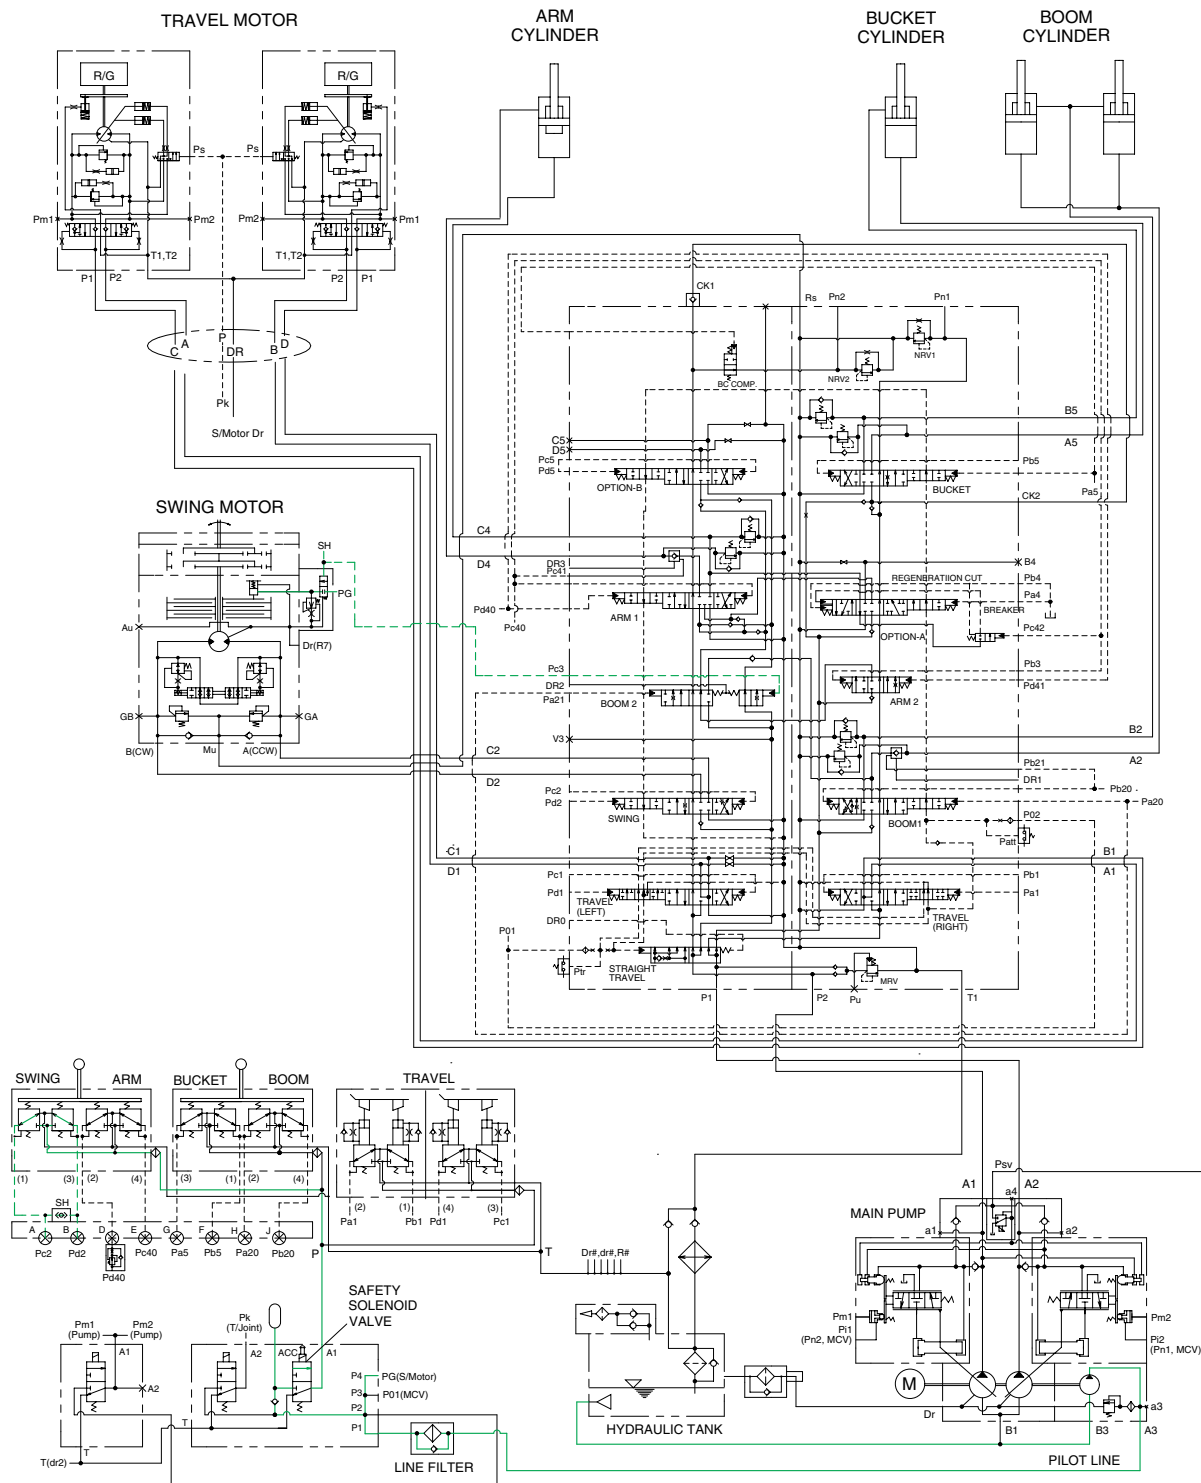 TRAVEL MOTOR
ARM
CYLINDER
BUCKET
CYLINDER
BOOM
CYLINDER
R/G
R/G
Ps
Ps
Pm1
Pm2
Pm2
Pm1
T1,T2
T1,T2
P1
P2
P2
P1
C
A
P
DR
B
D
Pk
S/Motor Dr
CK1
Rs
Pn2
Pn1
NRV1
NRV2
BC COMP.
B5
A5
C5
D5
Pc5
Pd5
OPTION-B
Pb5
BUCKET
Pa5
CK2
SWING MOTOR
SH
PG
Au
Dr(R7)
GB
GA
B(CW)
Mu
A(CCW)
C4
D4
DR3
Pc41
Pd40
Pc40
ARM 1
B4
REGENERATIION CUT
Pb4
Pa4
BREAKER
OPTION-A
Pc42
Pc3
DR2
Pa21
BOOM 2
Pb3
Pd41
ARM 2
V3
B2
A2
C2
D2
Pc2
Pd2
SWING
Pb21
DR1
Pb20
Pa20
BOOM1
P02
Patt
C1
D1
B1
A1
Pc1
Pd1
TRAVEL
(LEFT)
Pb1
Pa1
TRAVEL
(RIGHT)
DR0
P01
Ptr
STRAIGHT
TRAVEL
MRV
P1
P2
Pu
T1
SWING
ARM
BUCKET
BOOM
TRAVEL
(1)
(3)
(2)
(4)
(3)
(1)
(2)
(4)
(2)
(1)
(4)
(3)
Pa1
Pb1
Pd1
Pc1
SH
A
B
D
E
G
F
H
J
Pc2
Pd2
Pd40
Pc40
Pa5
Pb5
Pa20
Pb20
P
T
SAFETY
SOLENOID
VALVE
Pm1
(Pump)
Pm2
(Pump)
A1
A2
T
T(dr2)
Pk
(T/Joint)
A2
ACC
A1
T
P4
PG(S/Motor)
P3
P01(MCV)
P2
P1
LINE FILTER
Dr#,dr#,R#
HYDRAULIC TANK
Psv
A1
A2
a4
MAIN PUMP
a1
a2
Pm1
Pi1
(Pn2, MCV)
Pm2
Pi2
(Pn1, MCV)
M
Dr
a3
B1
B3
A3
PILOT LINE